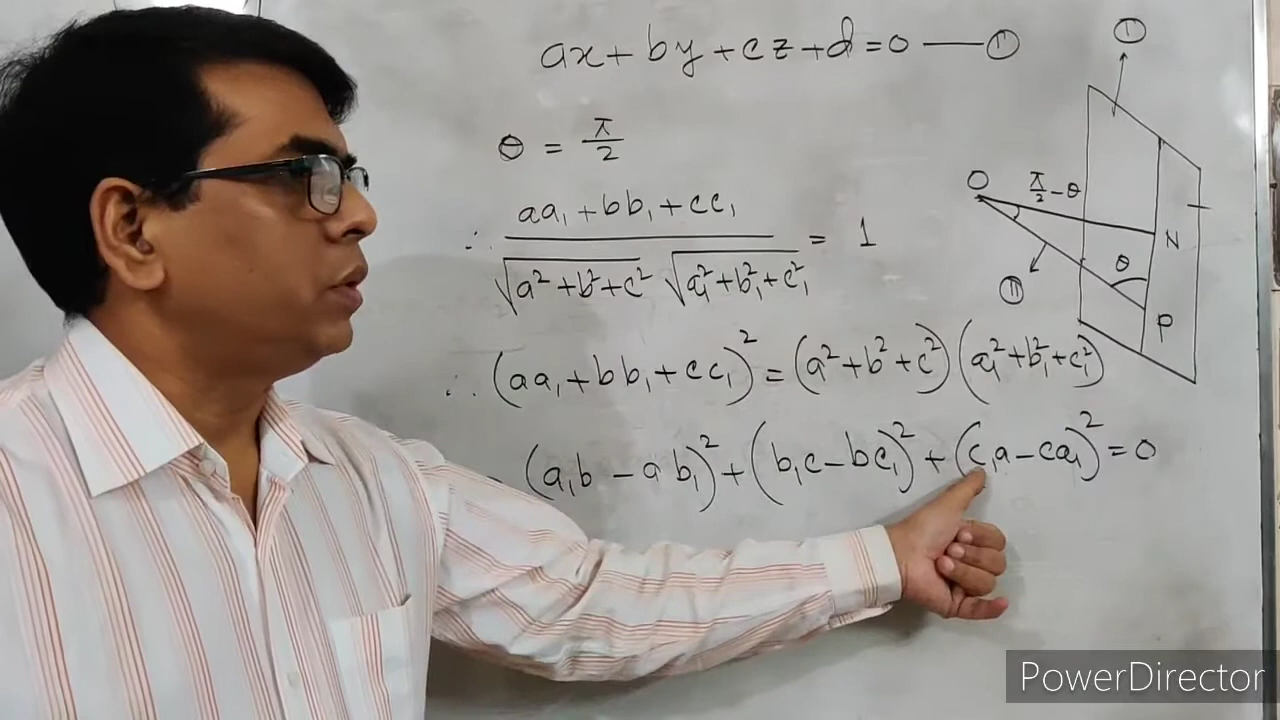 ax + by + cz + d = 0 — ①
θ = π/2
∴ (aa₁ + bb₁ + cc₁) / (√(a² + b² + c²) √(a₁² + b₁² + c₁²)) = 1
∴ (aa₁ + bb₁ + cc₁)² = (a² + b² + c²)(a₁² + b₁² + c₁²)
(a₁b - ab₁)² + (b₁c - bc₁)² + (c₁a - ca₁)² = 0
①
O
π/2 - θ
N
θ
②
P
PowerDirector